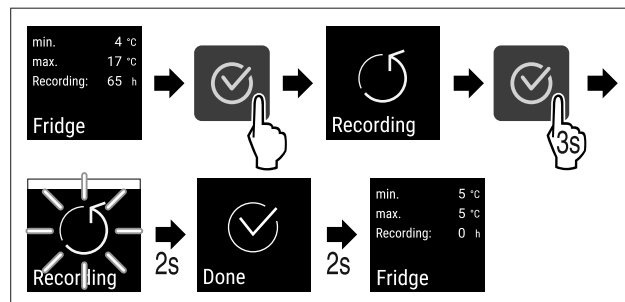 min. 4 °C
max. 17 °C
Recording: 65 h
Fridge
Recording
3s
Recording
2s
Done
2s
min. 5 °C
max. 5 °C
Recording: 0 h
Fridge